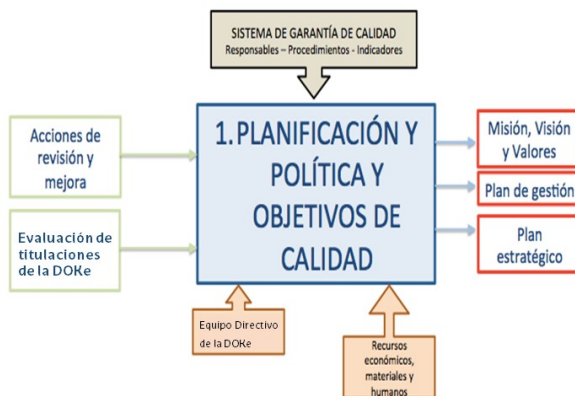 SISTEMA DE GARANTÍA DE CALIDAD
Responsables – Procedimientos - Indicadores
Acciones de
revisión y
mejora
Evaluación de
titulaciones
de la DOKe
1. PLANIFICACIÓN Y
POLÍTICA Y
OBJETIVOS DE
CALIDAD
Misión, Visión
y Valores
Plan de gestión
Plan
estratégico
Equipo Directivo
de la DOKe
Recursos
económicos,
materiales y
humanos